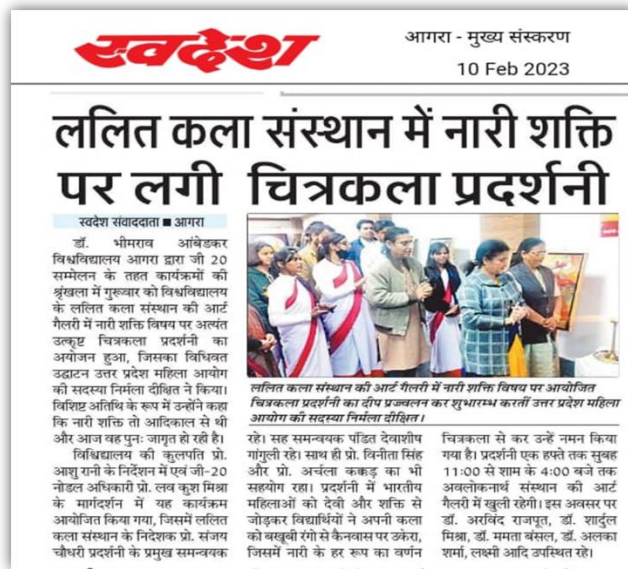 स्वदेश
आगरा - मुख्य संस्करण
10 Feb 2023
ललित कला संस्थान में नारी शक्ति
पर लगी चित्रकला प्रदर्शनी
स्वदेश संवाददाता ■ आगरा
डॉ. भीमराव आंबेडकर
विश्वविद्यालय आगरा द्वारा जी 20
सम्मेलन के तहत कार्यक्रमों की
श्रृंखला में गुरूवार को विश्वविद्यालय
के ललित कला संस्थान की आर्ट
गैलरी में नारी शक्ति विषय पर अत्यंत
उत्कृष्ट चित्रकला प्रदर्शनी का
अयोजन हुआ, जिसका विधिवत
उद्घाटन उत्तर प्रदेश महिला आयोग
की सदस्या निर्मला दीक्षित ने किया।
विशिष्ट अतिथि के रूप में उन्होंने कहा
कि नारी शक्ति तो आदिकाल से थी
और आज वह पुनः जागृत हो रही है।
विश्विद्यालय की कुलपति प्रो.
आशु रानी के निर्देशन में एवं जी-20
नोडल अधिकारी प्रो. लव कुश मिश्रा
के मार्गदर्शन में यह कार्यक्रम
आयोजित किया गया, जिसमें ललित
कला संस्थान के निदेशक प्रो. संजय
चौधरी प्रदर्शनी के प्रमुख समन्वयक
ललित कला संस्थान की आर्ट गैलरी में नारी शक्ति विषय पर आयोजित
चित्रकला प्रदर्शनी का दीप प्रज्ज्वलन कर शुभारम्भ करतीं उत्तर प्रदेश महिला
आयोग की सदस्या निर्मला दीक्षित।
रहे। सह समन्वयक पंडित देवाशीष
गांगुली रहे। साथ ही प्रो. विनीता सिंह
और प्रो. अर्चला कक्कड़ का भी
सहयोग रहा। प्रदर्शनी में भारतीय
महिलाओं को देवी और शक्ति से
जोड़कर विद्यार्थियों ने अपनी कला
को बखूबी रंगो से कैनवास पर उकेरा,
जिसमें नारी के हर रूप का वर्णन
चित्रकला से कर उन्हें नमन किया
गया है। प्रदर्शनी एक हफ्ते तक सुबह
11:00 से शाम के 4:00 बजे तक
अवलोकनार्थ संस्थान की आर्ट
गैलरी में खुली रहेगी। इस अवसर पर
डॉ. अरविंद राजपूत, डॉ. शार्दुल
मिश्रा, डॉ. ममता बंसल, डॉ. अलका
शर्मा, लक्ष्मी आदि उपस्थित रहे।